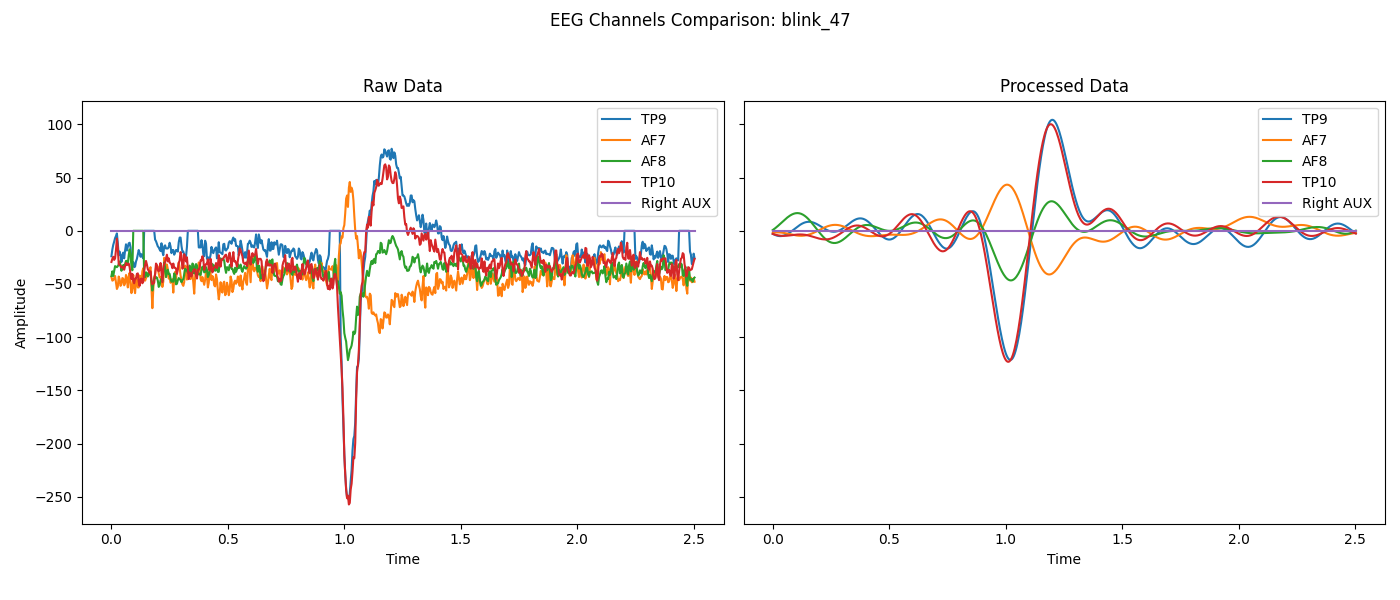 EEG Channels Comparison: blink_47
Raw Data
Processed Data
TP9
AF7
AF8
TP10
Right AUX
TP9
AF7
AF8
TP10
Right AUX
100
50
0
−50
−100
−150
−200
−250
Amplitude
0.0 0.5 1.0 1.5 2.0 2.5
0.0 0.5 1.0 1.5 2.0 2.5
Time
Time